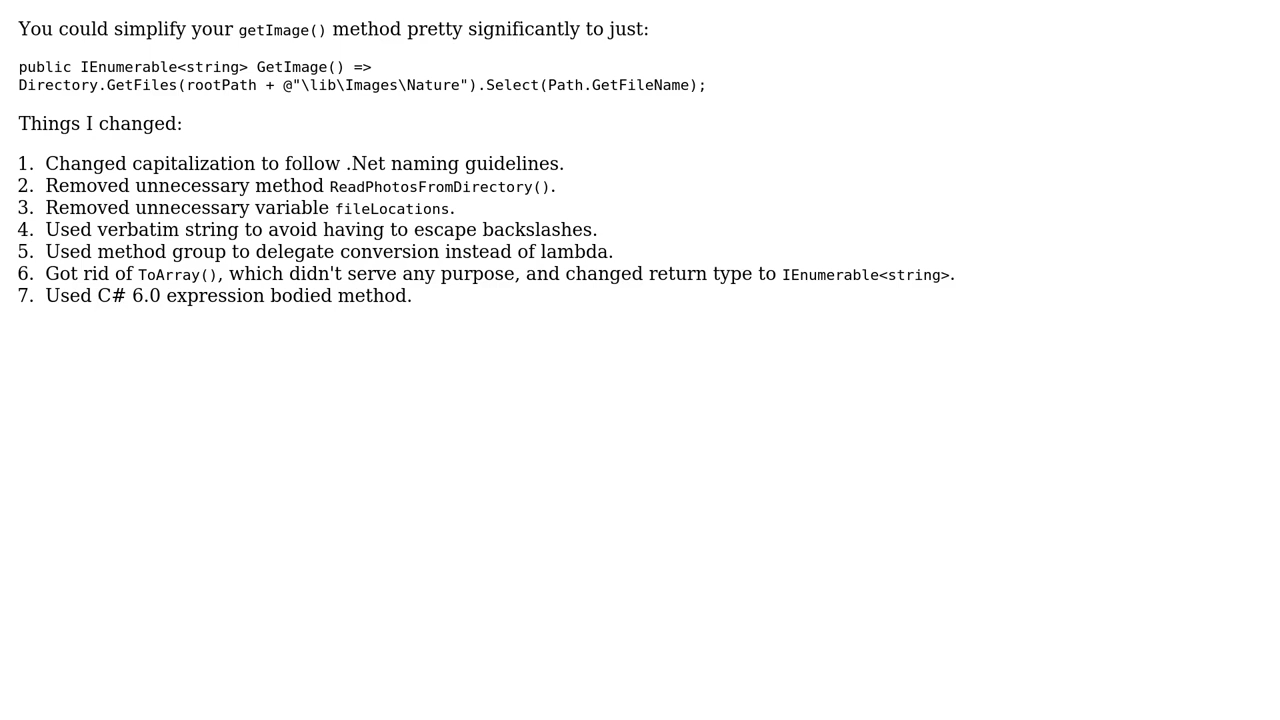 You could simplify your getImage() method pretty significantly to just:
public IEnumerable<string> GetImage() =>
Directory.GetFiles(rootPath + @"\lib\Images\Nature").Select(Path.GetFileName);
Things I changed:
1. Changed capitalization to follow .Net naming guidelines.
2. Removed unnecessary method ReadPhotosFromDirectory().
3. Removed unnecessary variable fileLocations.
4. Used verbatim string to avoid having to escape backslashes.
5. Used method group to delegate conversion instead of lambda.
6. Got rid of ToArray(), which didn't serve any purpose, and changed return type to IEnumerable<string>.
7. Used C# 6.0 expression bodied method.